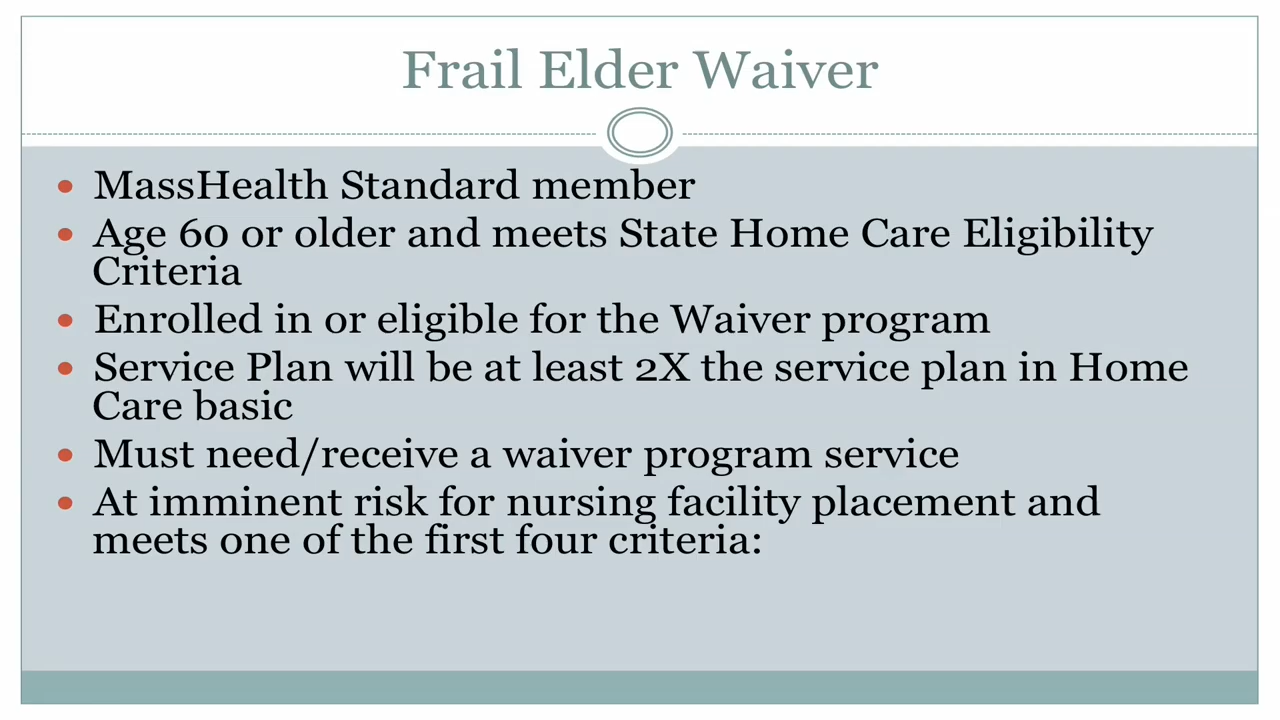 Frail Elder Waiver
• MassHealth Standard member
• Age 60 or older and meets State Home Care Eligibility
Criteria
• Enrolled in or eligible for the Waiver program
• Service Plan will be at least 2X the service plan in Home
Care basic
• Must need/receive a waiver program service
• At imminent risk for nursing facility placement and
meets one of the first four criteria: